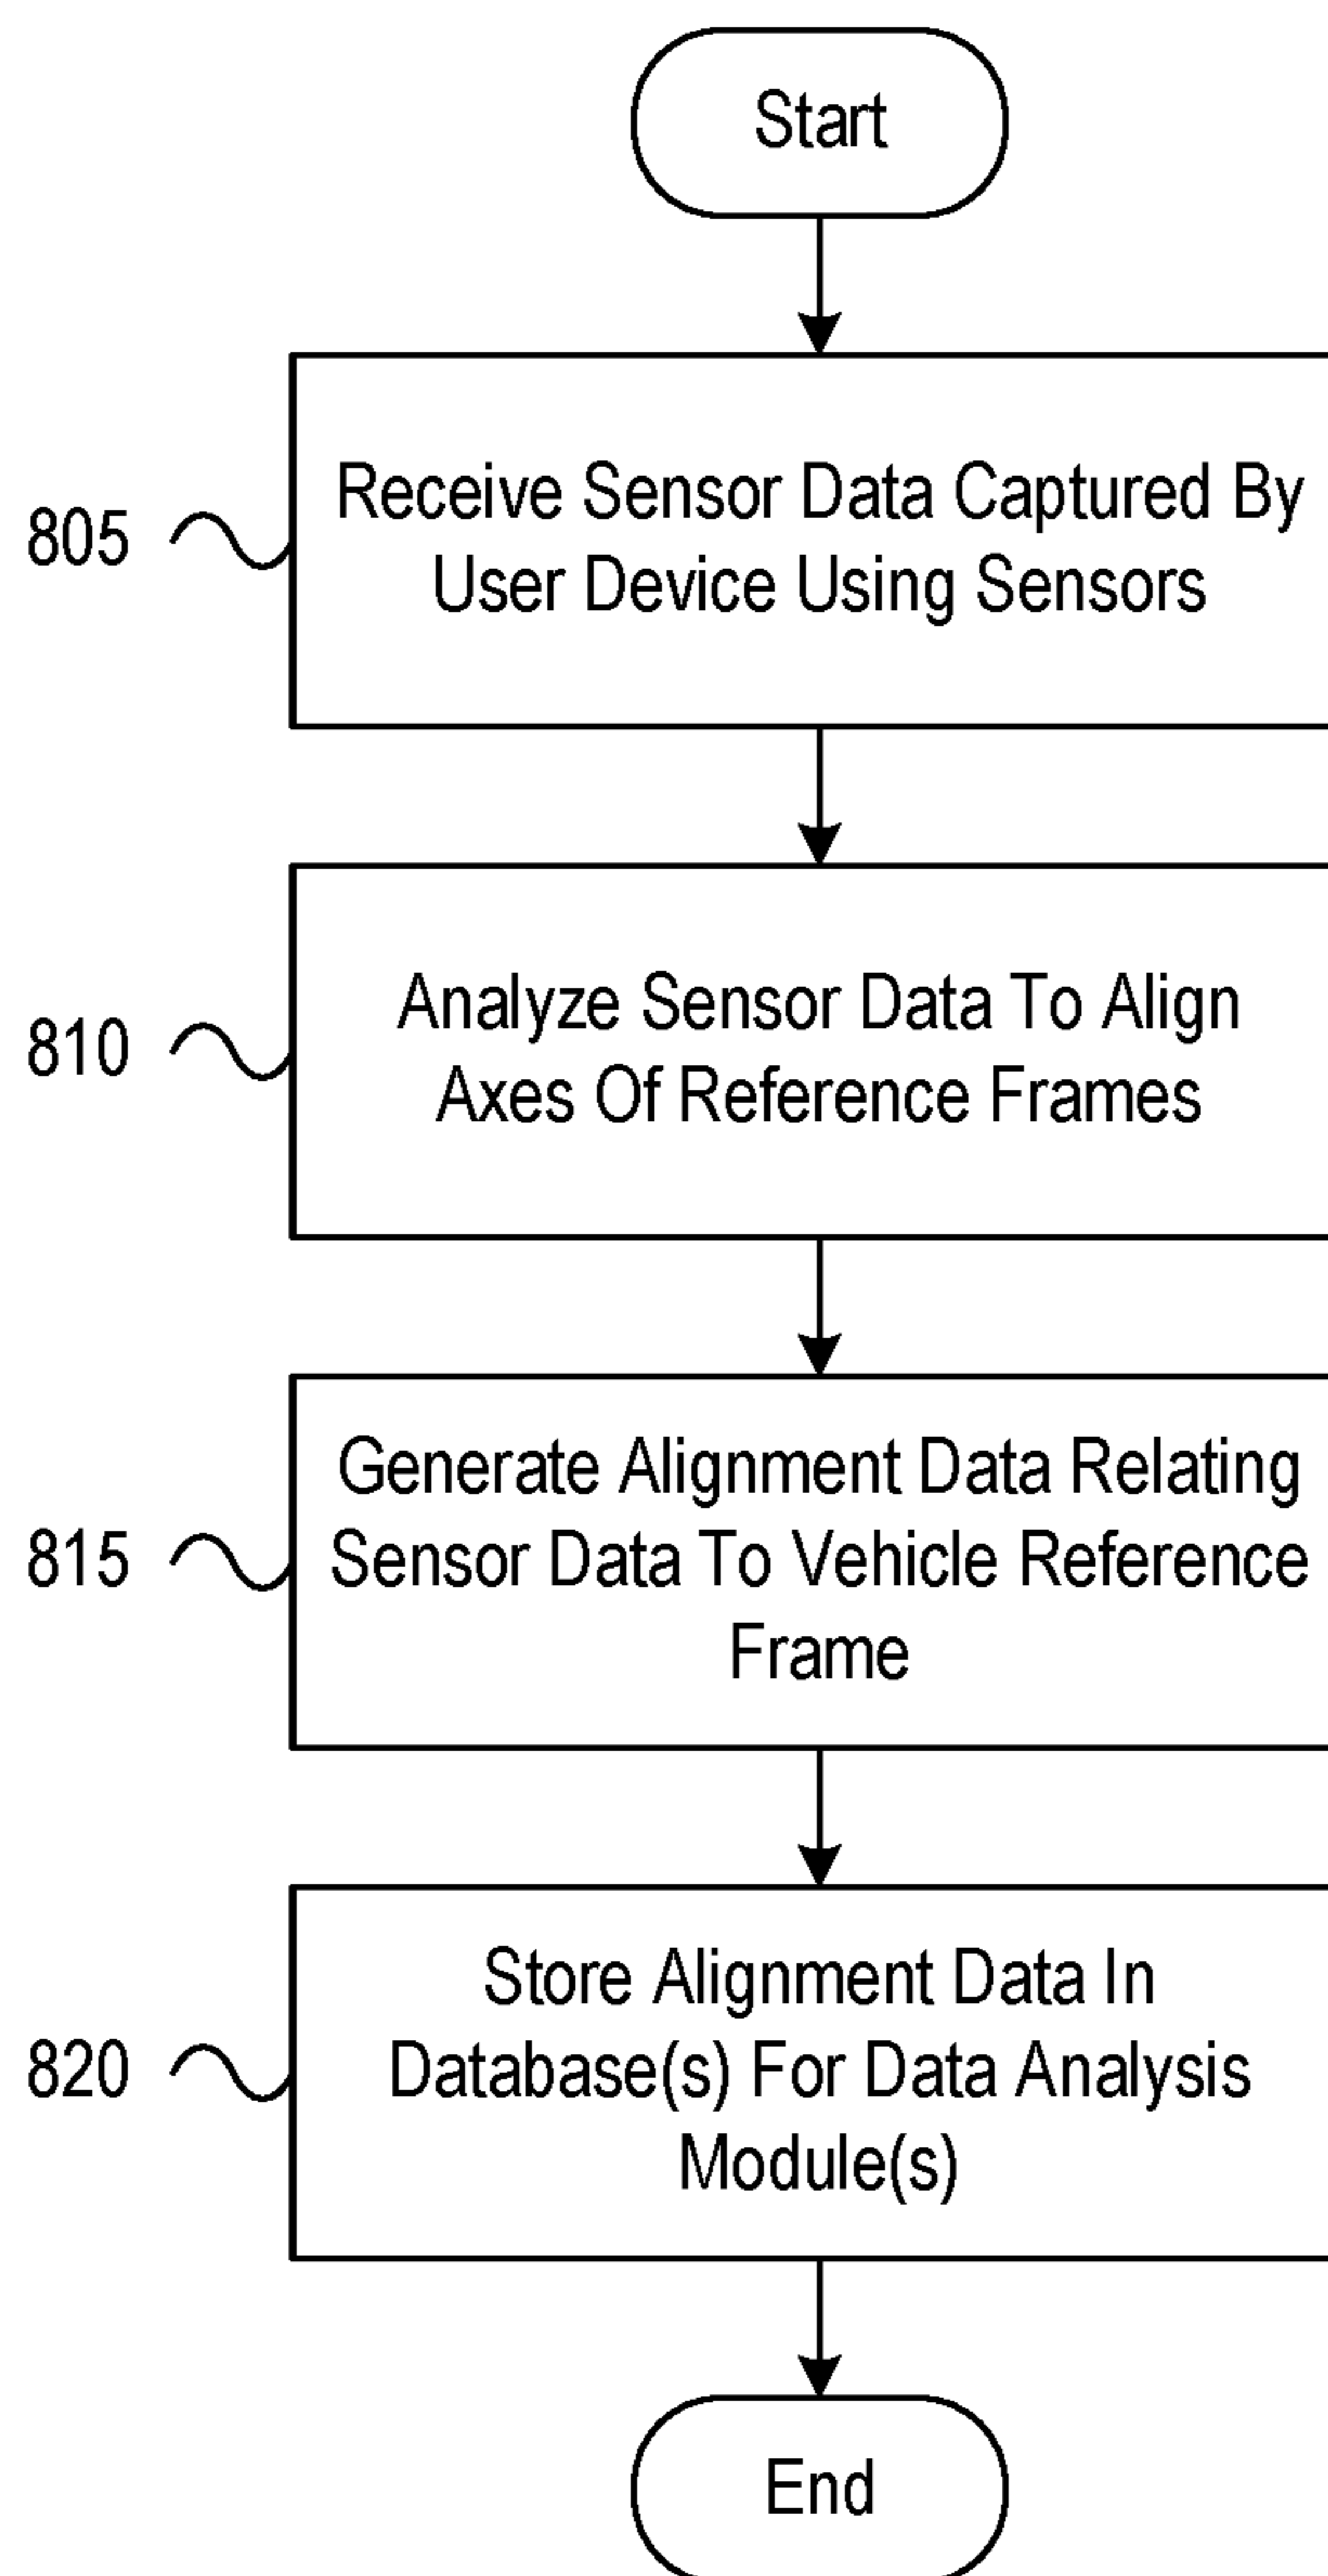 Start
805
Receive Sensor Data Captured By
User Device Using Sensors
810
Analyze Sensor Data To Align
Axes Of Reference Frames
815
Generate Alignment Data Relating
Sensor Data To Vehicle Reference
Frame
820
Store Alignment Data In
Database(s) For Data Analysis
Module(s)
End